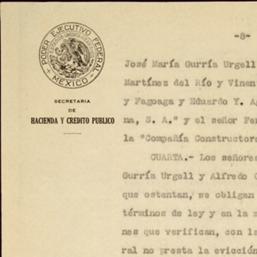 PODER EJECUTIVO FEDERAL
MEXICO
SECRETARIA
DE
HACIENDA Y CREDITO PUBLICO
-8-
José María Gurría Urgell
Martínez del Río y Vinent
y Fagoaga y Eduardo Y. A
ma, S. A." y el señor Fer
la "Compañía Constructora
CUARTA.- Los señores
Gurría Urgell y Alfredo
que ostentan, se obligan
términos de ley y en la
nes que verifican, con la
ral no presta la evicción